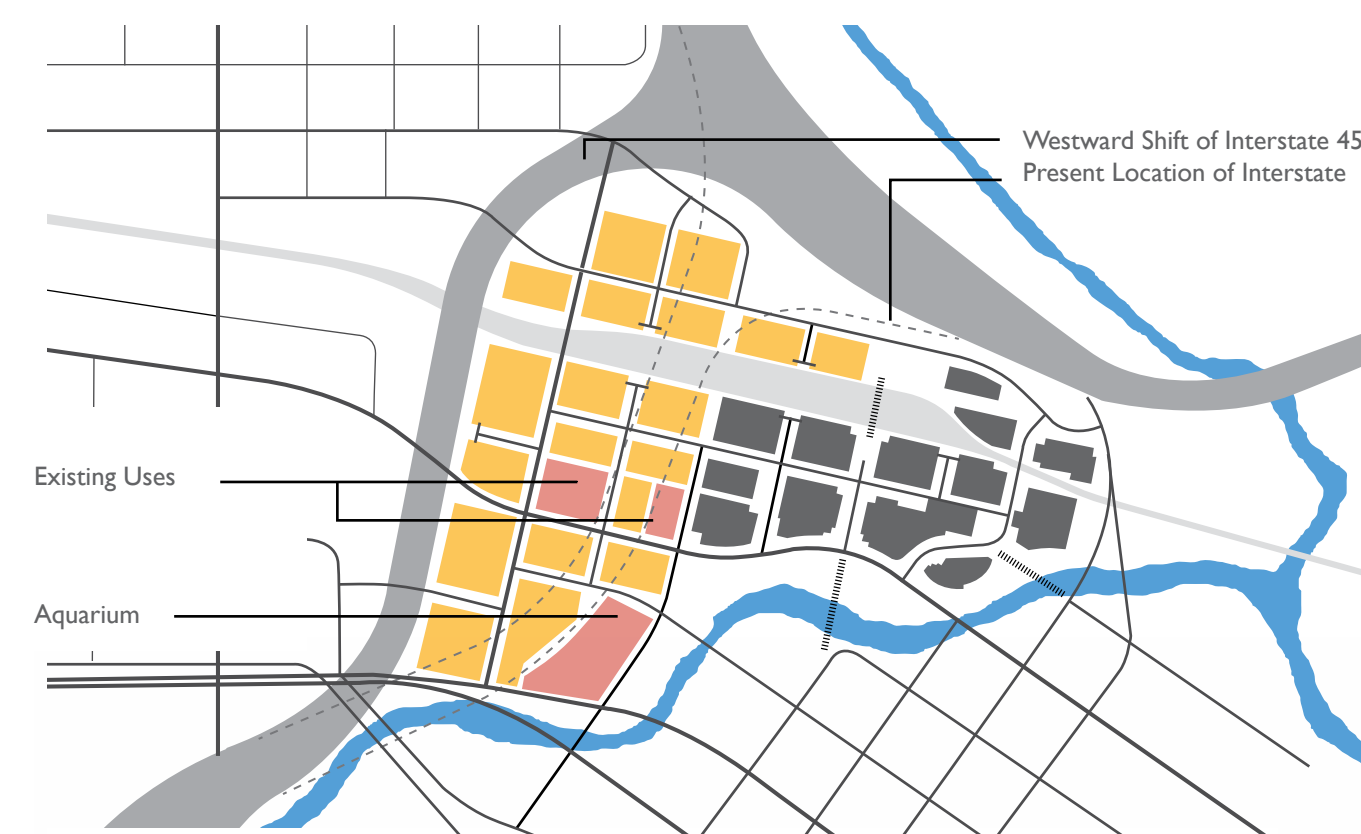 Westward Shift of Interstate 45
Present Location of Interstate
Existing Uses
Aquarium